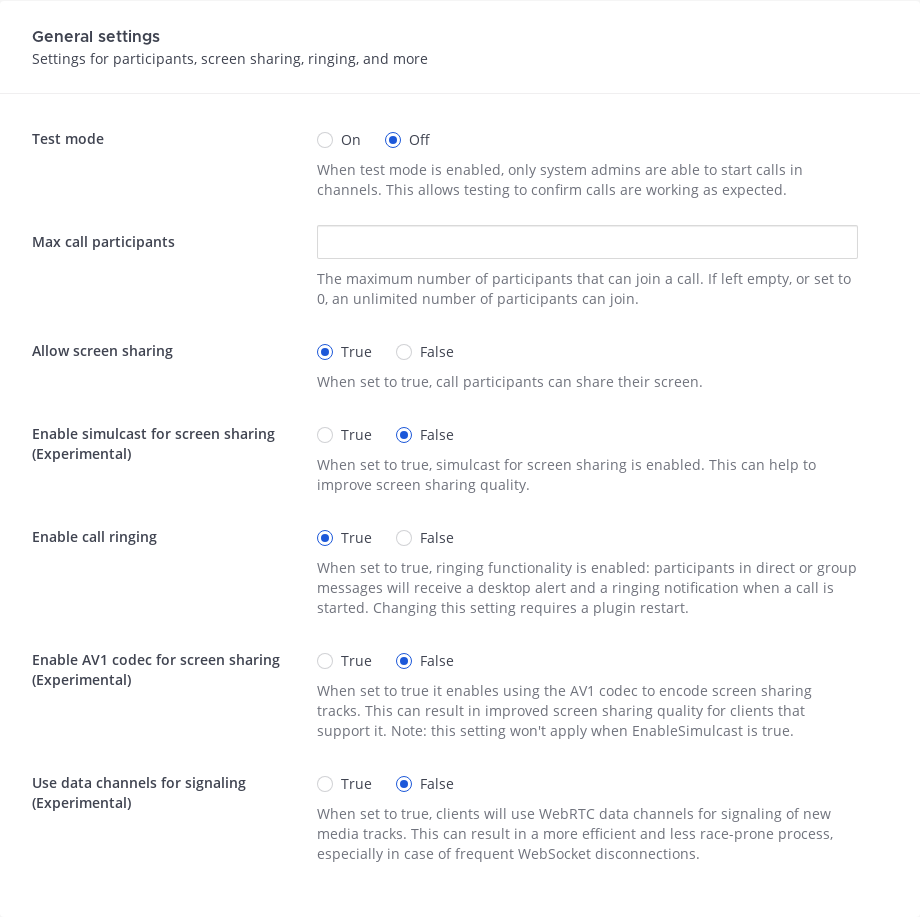 General settings
Settings for participants, screen sharing, ringing, and more
Test mode
On
Off
When test mode is enabled, only system admins are able to start calls in
channels. This allows testing to confirm calls are working as expected.
Max call participants
The maximum number of participants that can join a call. If left empty, or set to
0, an unlimited number of participants can join.
Allow screen sharing
True
False
When set to true, call participants can share their screen.
Enable simulcast for screen sharing
(Experimental)
True
False
When set to true, simulcast for screen sharing is enabled. This can help to
improve screen sharing quality.
Enable call ringing
True
False
When set to true, ringing functionality is enabled: participants in direct or group
messages will receive a desktop alert and a ringing notification when a call is
started. Changing this setting requires a plugin restart.
Enable AV1 codec for screen sharing
(Experimental)
True
False
When set to true it enables using the AV1 codec to encode screen sharing
tracks. This can result in improved screen sharing quality for clients that
support it. Note: this setting won't apply when EnableSimulcast is true.
Use data channels for signaling
(Experimental)
True
False
When set to true, clients will use WebRTC data channels for signaling of new
media tracks. This can result in a more efficient and less race-prone process,
especially in case of frequent WebSocket disconnections.